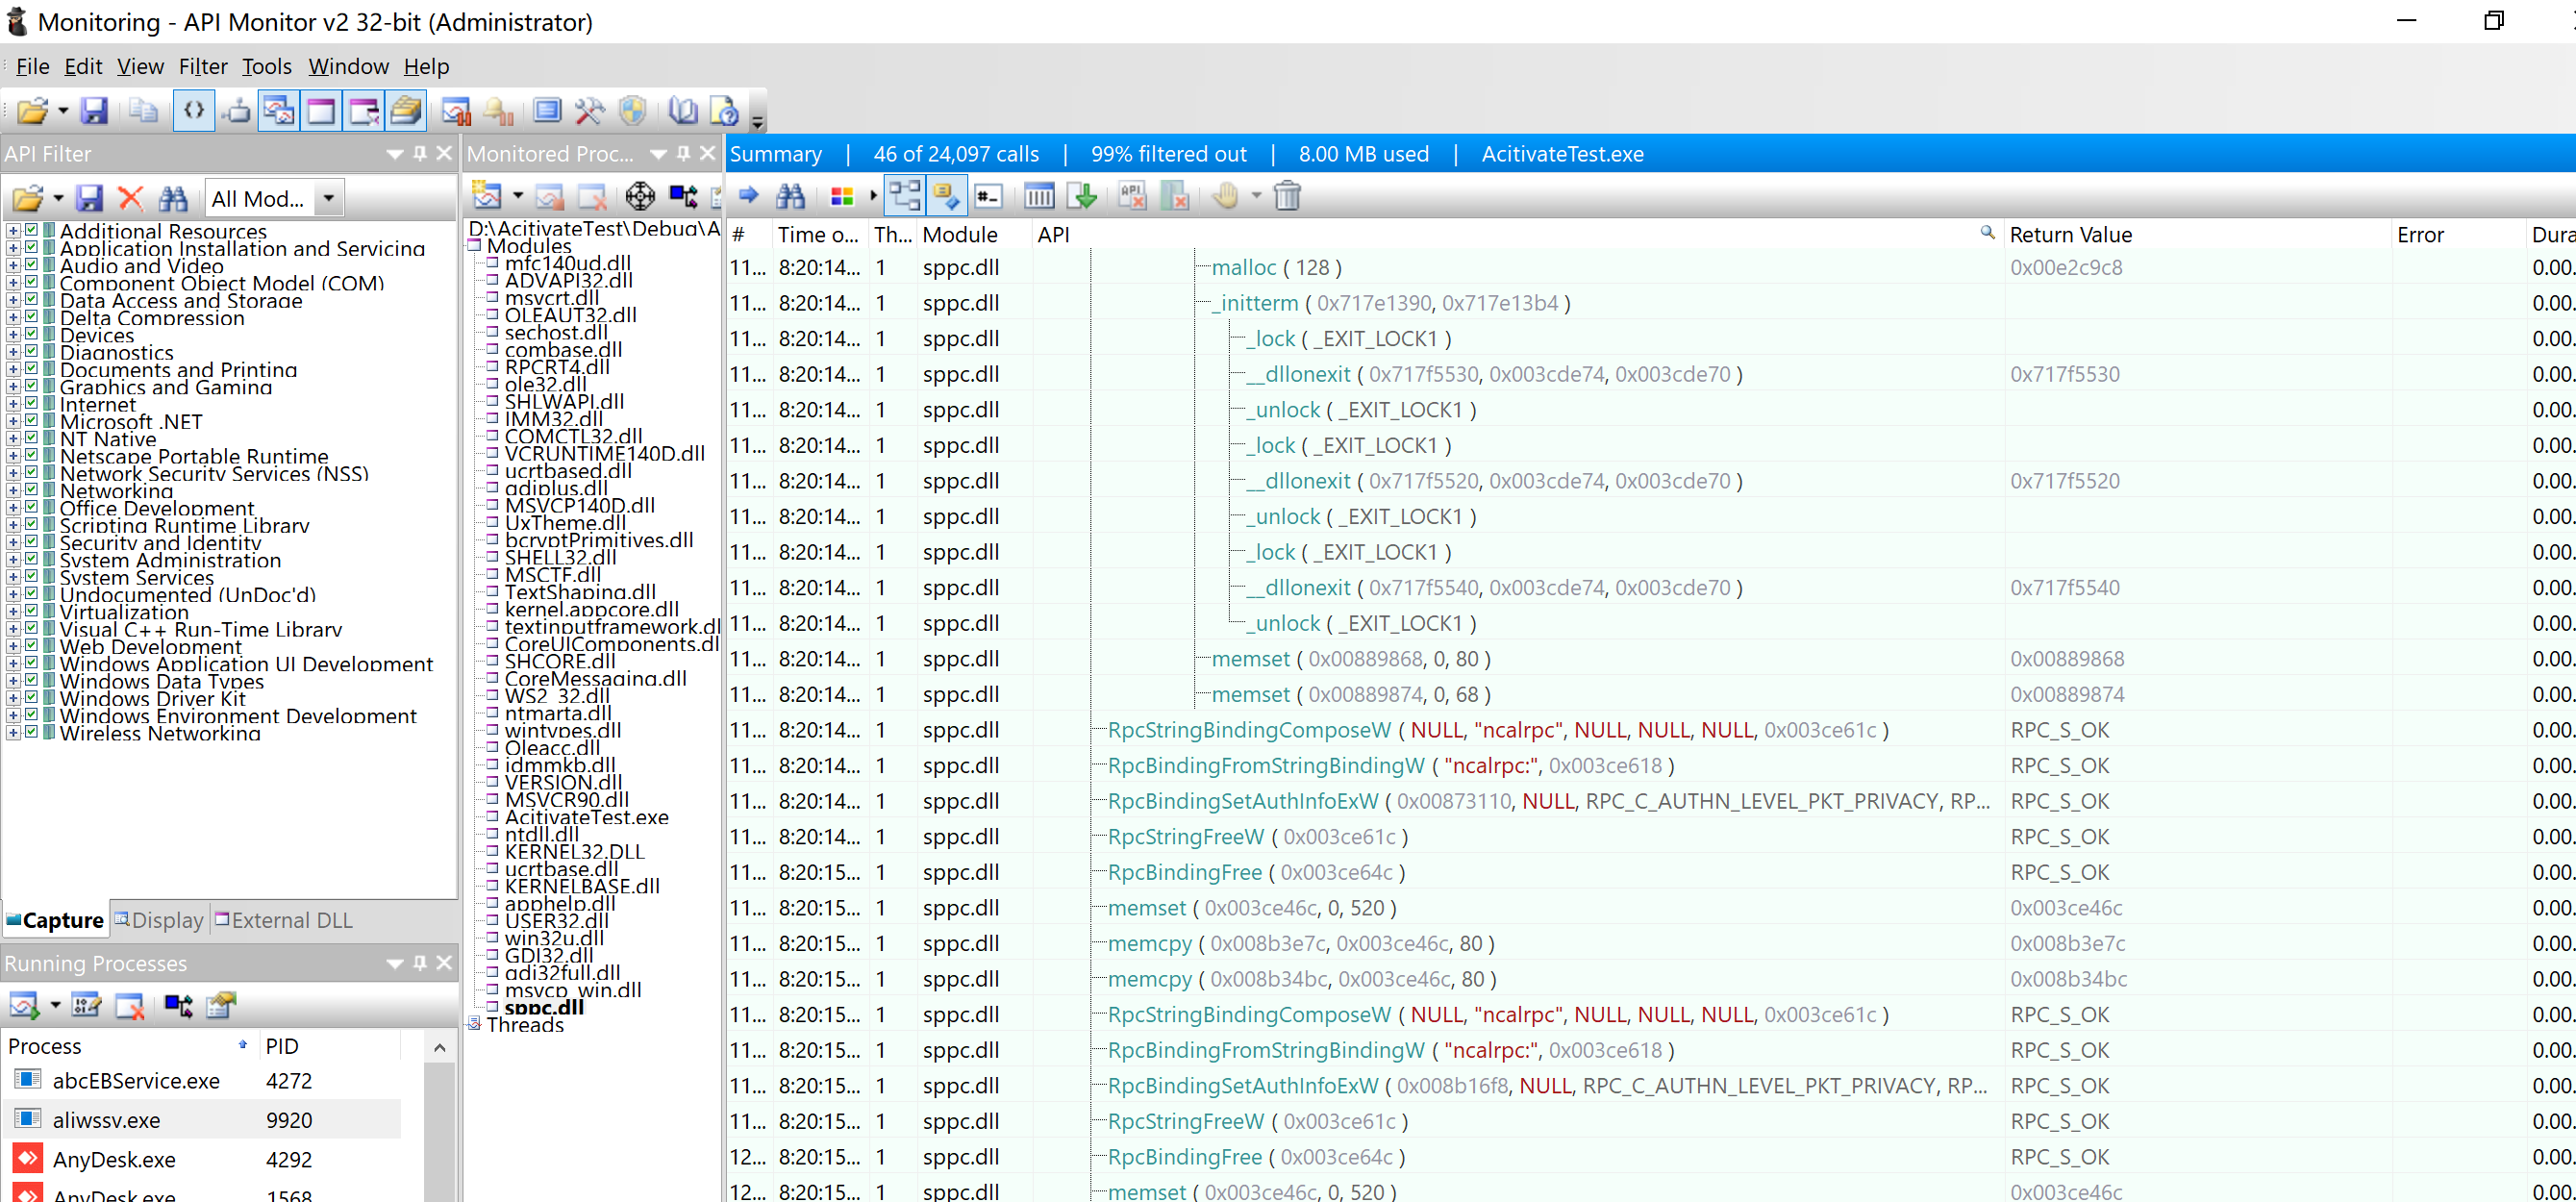 Monitoring - API Monitor v2 32-bit (Administrator)
File Edit View Filter Tools Window Help
API Filter
All Mod...
Additional Resources
Application Installation and Servicing
Audio and Video
Component Object Model (COM)
Data Access and Storage
Delta Compression
Devices
Diagnostics
Documents and Printing
Graphics and Gaming
Internet
Microsoft .NET
NT Native
Netscape Portable Runtime
Network Security Services (NSS)
Networking
Office Development
Scripting Runtime Library
Security and Identity
System Administration
System Services
Undocumented (UnDoc'd)
Virtualization
Visual C++ Run-Time Library
Web Development
Windows Application UI Development
Windows Data Types
Windows Driver Kit
Windows Environment Development
Wireless Networking
Capture Display External DLL
Running Processes
Process PID
abcEBService.exe 4272
aliwssv.exe 9920
AnyDesk.exe 4292
AnyDesk.exe 1568
Monitored Proc...
D:\AcitivateTest\Debug\A
Modules
mfc140ud.dll
ADVAPI32.dll
msvcrt.dll
OLEAUT32.dll
sechost.dll
combase.dll
RPCRT4.dll
ole32.dll
SHLWAPI.dll
IMM32.dll
COMCTL32.dll
VCRUNTIME140D.dll
ucrtbased.dll
gdiplus.dll
MSVCP140D.dll
UxTheme.dll
bcryptPrimitives.dll
SHELL32.dll
MSCTF.dll
TextShaping.dll
kernel.appcore.dll
textinputframework.dl
CoreUIComponents.dl
SHCORE.dll
CoreMessaging.dll
WS2_32.dll
ntmarta.dll
wintypes.dll
Oleacc.dll
idmmkb.dll
VERSION.dll
MSVCR90.dll
AcitivateTest.exe
ntdll.dll
KERNEL32.DLL
ucrtbase.dll
KERNELBASE.dll
apphelp.dll
USER32.dll
win32u.dll
GDI32.dll
gdi32full.dll
msvcp_win.dll
sppc.dll
Threads
Summary | 46 of 24,097 calls | 99% filtered out | 8.00 MB used | AcitivateTest.exe
# Time o... Th... Module API Return Value Error Dura
11... 8:20:14... 1 sppc.dll malloc ( 128 ) 0x00e2c9c8 0.00.
11... 8:20:14... 1 sppc.dll _initterm ( 0x717e1390, 0x717e13b4 ) 0.00.
11... 8:20:14... 1 sppc.dll _lock ( _EXIT_LOCK1 ) 0.00.
11... 8:20:14... 1 sppc.dll __dllonexit ( 0x717f5530, 0x003cde74, 0x003cde70 ) 0x717f5530 0.00.
11... 8:20:14... 1 sppc.dll _unlock ( _EXIT_LOCK1 ) 0.00.
11... 8:20:14... 1 sppc.dll _lock ( _EXIT_LOCK1 ) 0.00.
11... 8:20:14... 1 sppc.dll __dllonexit ( 0x717f5520, 0x003cde74, 0x003cde70 ) 0x717f5520 0.00.
11... 8:20:14... 1 sppc.dll _unlock ( _EXIT_LOCK1 ) 0.00.
11... 8:20:14... 1 sppc.dll _lock ( _EXIT_LOCK1 ) 0.00.
11... 8:20:14... 1 sppc.dll __dllonexit ( 0x717f5540, 0x003cde74, 0x003cde70 ) 0x717f5540 0.00.
11... 8:20:14... 1 sppc.dll _unlock ( _EXIT_LOCK1 ) 0.00.
11... 8:20:14... 1 sppc.dll memset ( 0x00889868, 0, 80 ) 0x00889868 0.00.
11... 8:20:14... 1 sppc.dll memset ( 0x00889874, 0, 68 ) 0x00889874 0.00.
11... 8:20:14... 1 sppc.dll RpcStringBindingComposeW ( NULL, "ncalrpc", NULL, NULL, NULL, 0x003ce61c ) RPC_S_OK 0.00.
11... 8:20:14... 1 sppc.dll RpcBindingFromStringBindingW ( "ncalrpc:", 0x003ce618 ) RPC_S_OK 0.00.
11... 8:20:14... 1 sppc.dll RpcBindingSetAuthInfoExW ( 0x00873110, NULL, RPC_C_AUTHN_LEVEL_PKT_PRIVACY, RP... RPC_S_OK 0.00.
11... 8:20:14... 1 sppc.dll RpcStringFreeW ( 0x003ce61c ) RPC_S_OK 0.00.
11... 8:20:15... 1 sppc.dll RpcBindingFree ( 0x003ce64c ) RPC_S_OK 0.00.
11... 8:20:15... 1 sppc.dll memset ( 0x003ce46c, 0, 520 ) 0x003ce46c 0.00.
11... 8:20:15... 1 sppc.dll memcpy ( 0x008b3e7c, 0x003ce46c, 80 ) 0x008b3e7c 0.00.
11... 8:20:15... 1 sppc.dll memcpy ( 0x008b34bc, 0x003ce46c, 80 ) 0x008b34bc 0.00.
11... 8:20:15... 1 sppc.dll RpcStringBindingComposeW ( NULL, "ncalrpc", NULL, NULL, NULL, 0x003ce61c ) RPC_S_OK 0.00.
11... 8:20:15... 1 sppc.dll RpcBindingFromStringBindingW ( "ncalrpc:", 0x003ce618 ) RPC_S_OK 0.00.
11... 8:20:15... 1 sppc.dll RpcBindingSetAuthInfoExW ( 0x008b16f8, NULL, RPC_C_AUTHN_LEVEL_PKT_PRIVACY, RP... RPC_S_OK 0.00.
11... 8:20:15... 1 sppc.dll RpcStringFreeW ( 0x003ce61c ) RPC_S_OK 0.00.
12... 8:20:15... 1 sppc.dll RpcBindingFree ( 0x003ce64c ) RPC_S_OK 0.00.
12... 8:20:15... 1 sppc.dll memset ( 0x003ce46c, 0, 520 ) 0x003ce46c 0.00.